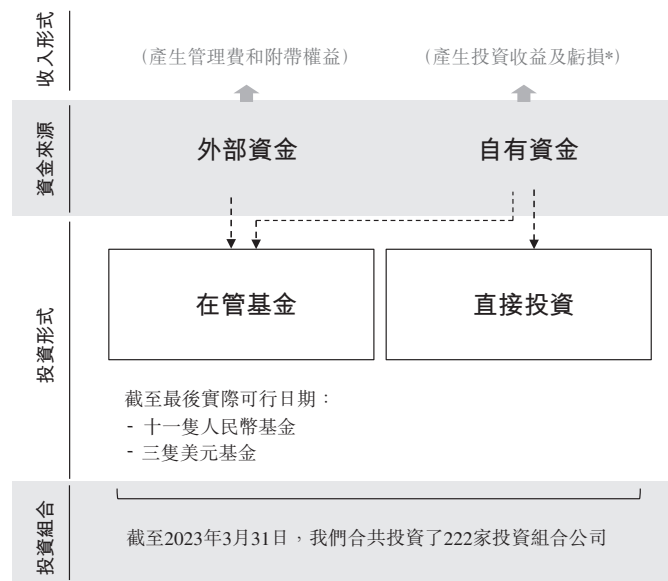 收入形式
(產生管理費和附帶權益)
(產生投資收益及虧損*)
資金來源
外部資金
自有資金
投資形式
在管基金
直接投資
截至最後實際可行日期：
- 十一隻人民幣基金
- 三隻美元基金
投資組合
截至2023年3月31日，我們合共投資了222家投資組合公司